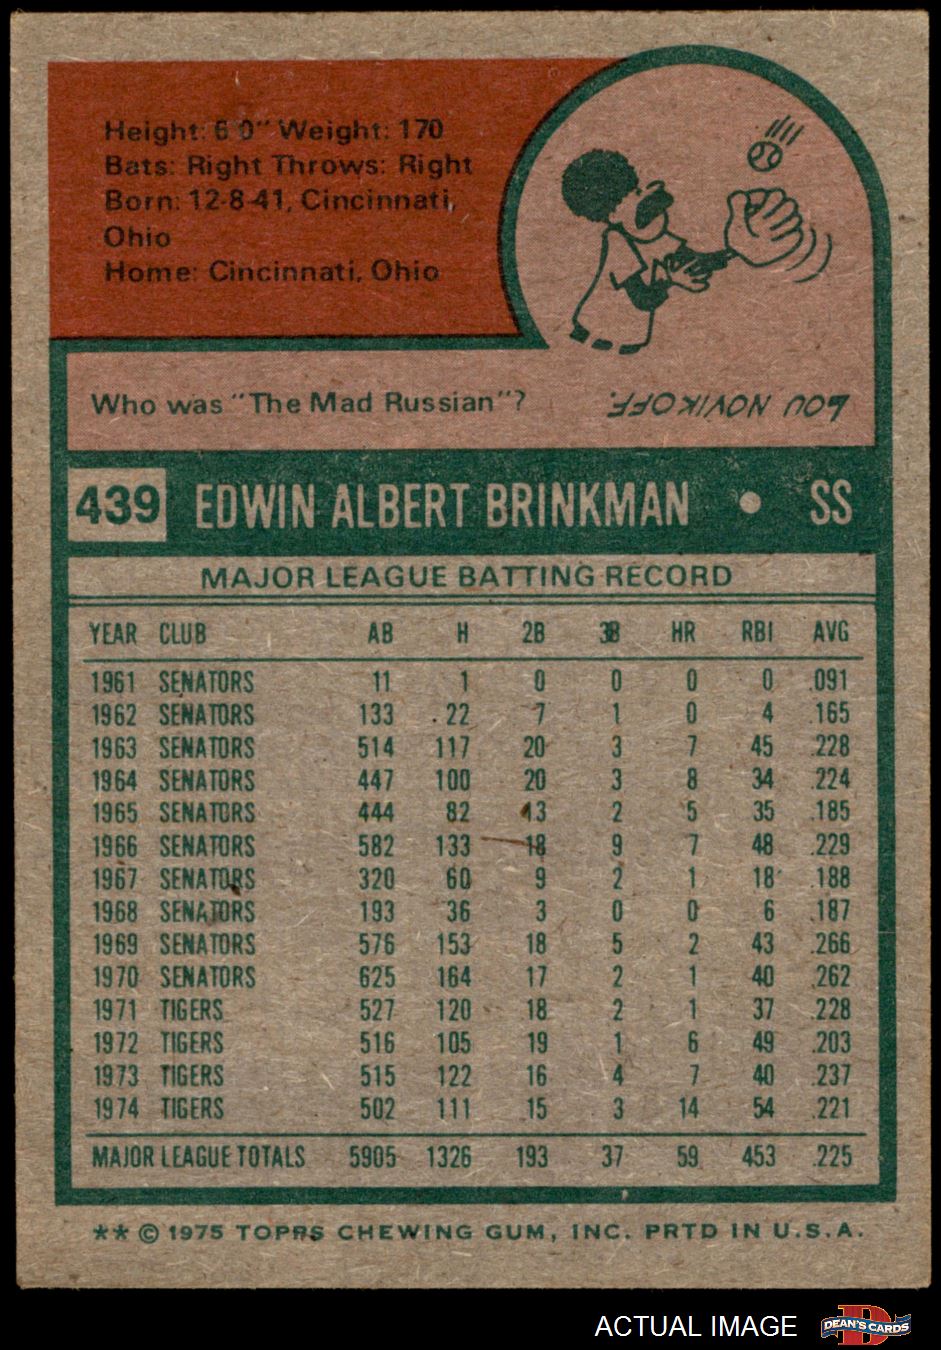 Height: 6'0" Weight: 170
Bats: Right Throws: Right
Born: 12-8-41, Cincinnati,
Ohio
Home: Cincinnati, Ohio
Who was "The Mad Russian"?
LOU NOVIKOFF.
439 EDWIN ALBERT BRINKMAN • SS
MAJOR LEAGUE BATTING RECORD
YEAR CLUB AB H 2B 3B HR RBI AVG
1961 SENATORS 11 1 0 0 0 0 .091
1962 SENATORS 133 22 7 1 0 4 .165
1963 SENATORS 514 117 20 3 7 45 .228
1964 SENATORS 447 100 20 3 8 34 .224
1965 SENATORS 444 82 13 2 5 35 .185
1966 SENATORS 582 133 18 9 7 48 .229
1967 SENATORS 320 60 9 2 1 18 .188
1968 SENATORS 193 36 3 0 0 6 .187
1969 SENATORS 576 153 18 5 2 43 .266
1970 SENATORS 625 164 17 2 1 40 .262
1971 TIGERS 527 120 18 2 1 37 .228
1972 TIGERS 516 105 19 1 6 49 .203
1973 TIGERS 515 122 16 4 7 40 .237
1974 TIGERS 502 111 15 3 14 54 .221
MAJOR LEAGUE TOTALS 5905 1326 193 37 59 453 .225
** © 1975 TOPPS CHEWING GUM, INC. PRTD IN U.S.A.
ACTUAL IMAGE
D
DEAN'S CARDS